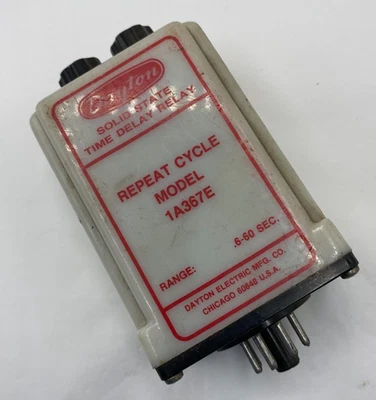 Dayton
SOLID STATE
TIME DELAY RELAY
REPEAT CYCLE
MODEL
1A367E
RANGE: .6-60 SEC.
DAYTON ELECTRIC MFG. CO.
CHICAGO 60648 U.S.A.